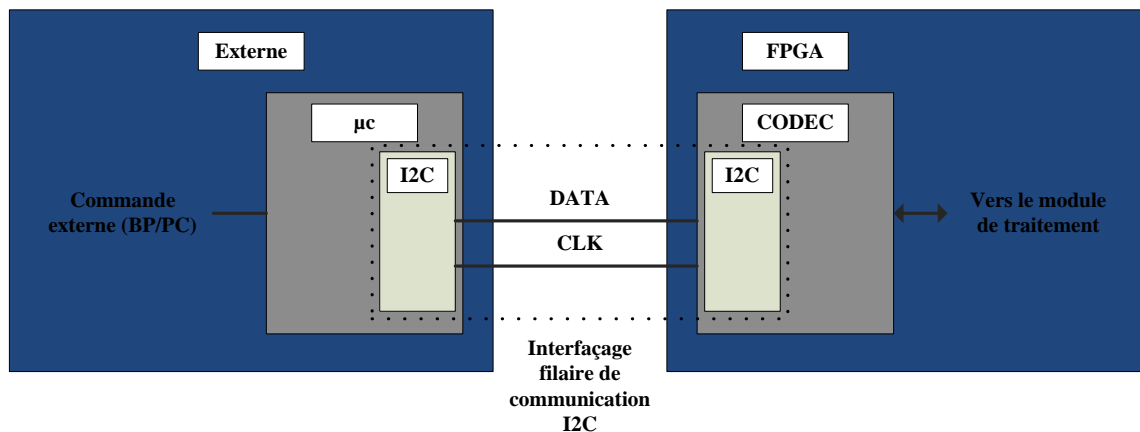 Externe
FPGA
µc
CODEC
I2C
I2C
DATA
CLK
Commande
externe (BP/PC)
Vers le module
de traitement
Interfaçage
filaire de
communication
I2C